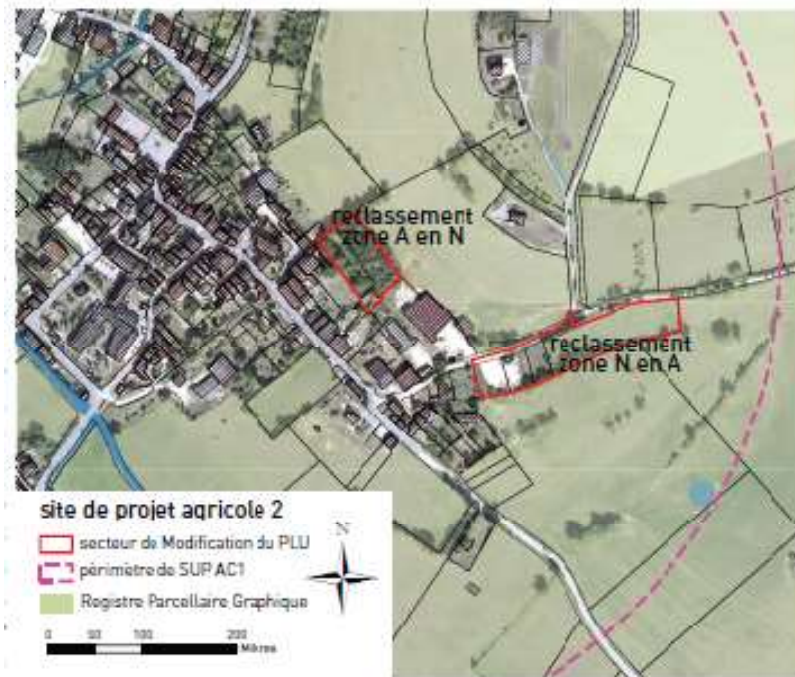 reclassement
zone A en N
reclassement
zone N en A
site de projet agricole 2
N
secteur de Modification du PLU
périmètre de SUP AC1
Registre Parcellaire Graphique
0 50 100 200
Mètres